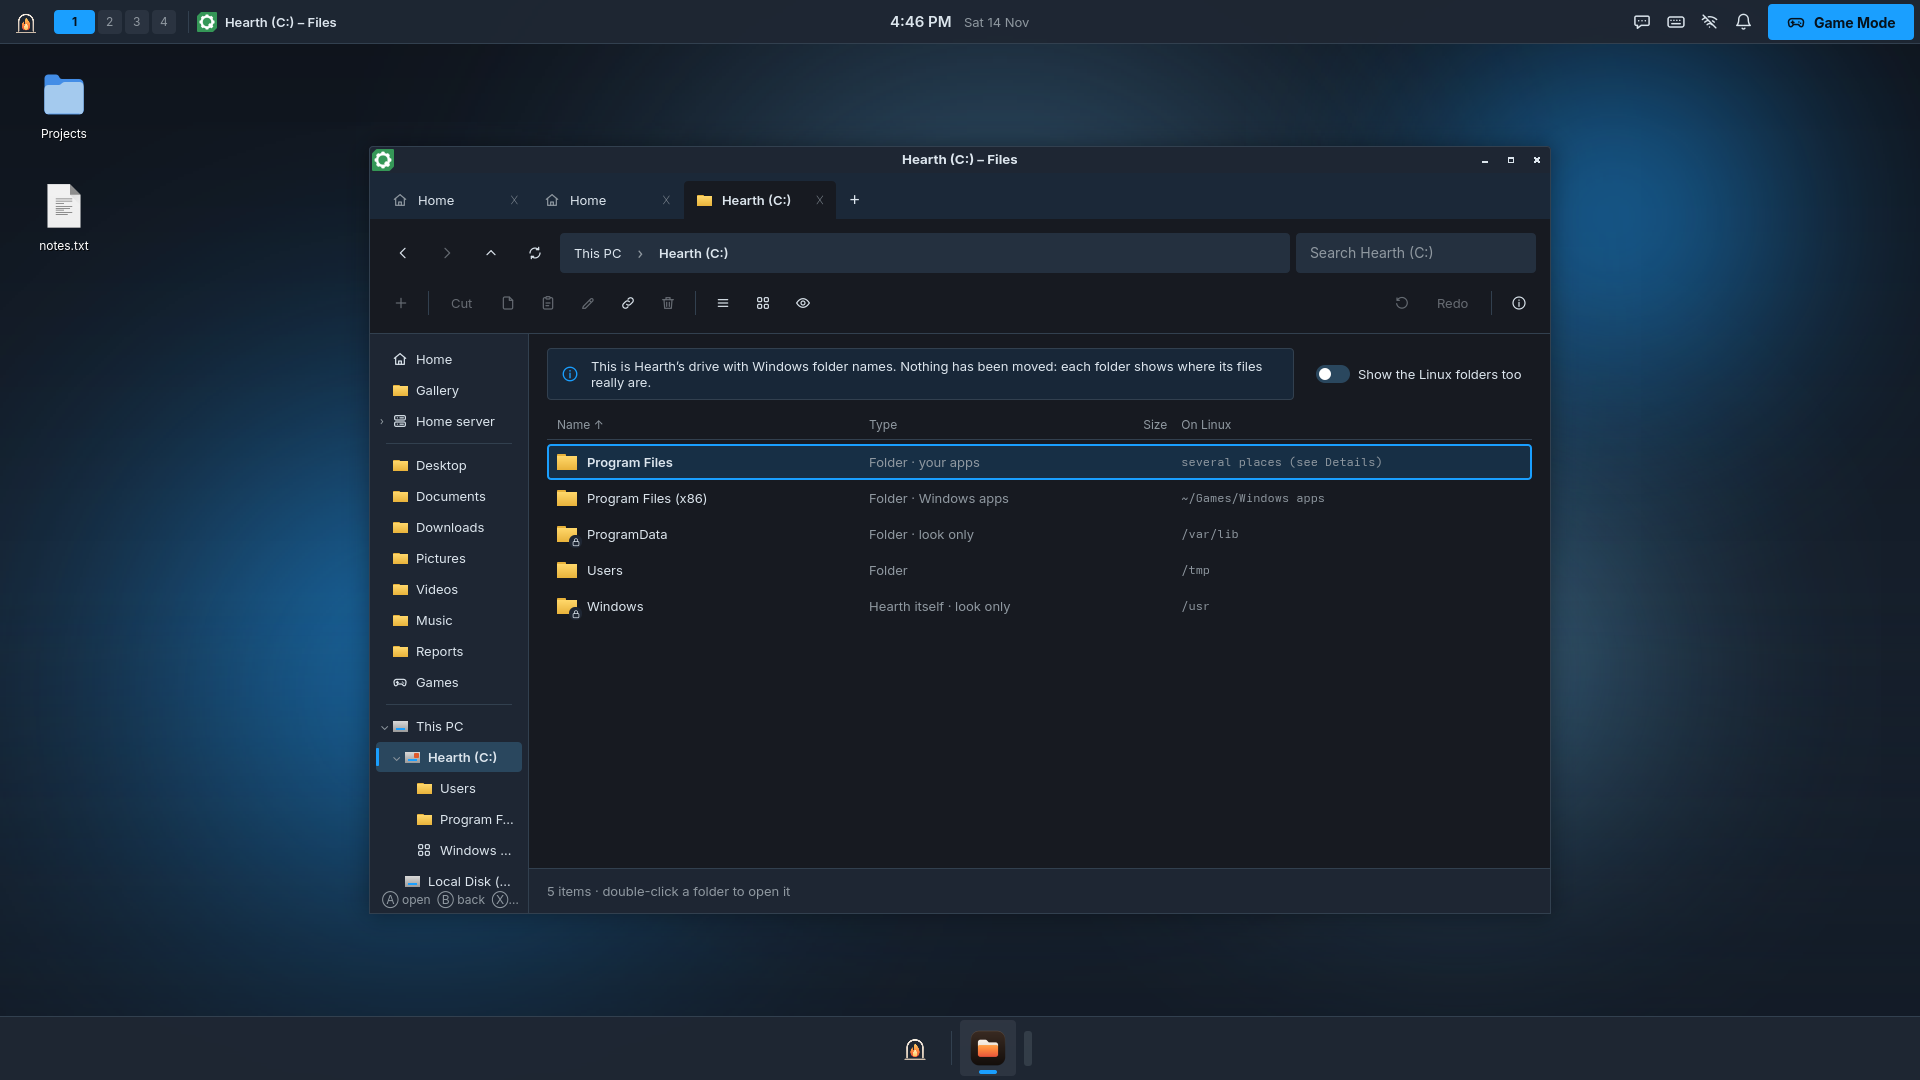 1 2 3 4 Hearth (C:) – Files 4:46 PM Sat 14 Nov Game Mode
Projects
notes.txt
Hearth (C:) – Files
Home X Home X Hearth (C:) X +
This PC › Hearth (C:) Search Hearth (C:)
Cut Redo
Home
Gallery
Home server
Desktop
Documents
Downloads
Pictures
Videos
Music
Reports
Games
This PC
Hearth (C:)
Users
Program F...
Windows ...
Local Disk (...
A open B back X...
This is Hearth’s drive with Windows folder names. Nothing has been moved: each folder shows where its files
really are.
Show the Linux folders too
Name ↑ Type Size On Linux
Program Files Folder · your apps several places (see Details)
Program Files (x86) Folder · Windows apps ~/Games/Windows apps
ProgramData Folder · look only /var/lib
Users Folder /tmp
Windows Hearth itself · look only /usr
5 items · double-click a folder to open it